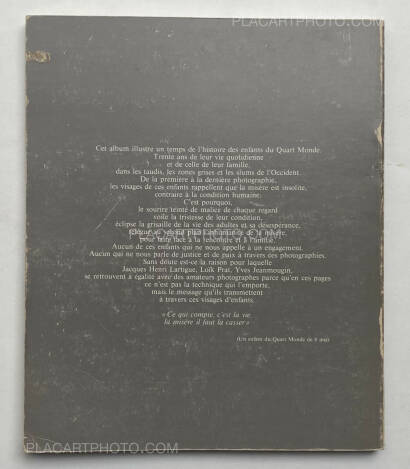 PLACARTPHOTO.COM
Cet album illustre un temps de l'histoire des enfants du Quart Monde.
Trente ans de leur vie quotidienne
et de celle de leur famille,
dans les taudis, les zones grises et les slums de l'Occident.
De la première à la dernière photographie,
les visages de ces enfants rappellent que la misère est insolite,
contraire à la condition humaine.
C'est pourquoi,
le sourire teinté de malice de chaque regard
voile la tristesse de leur condition,
éclipse la grisaille de la vie des adultes et sa désespérance,
au second plan de la misère,
pour faire face à la et à l'amitié.
Aucun de ces enfants qui ne nous appelle à un engagement.
Aucun qui ne nous parle de justice et de paix à travers ces photographies.
Sans doute est-ce la raison pour laquelle
Jacques Henri Lartigue, Loïk Prat, Yves Jeanmougin,
se retrouvent à égalité avec des amateurs photographes parce qu'en ces pages
ce n'est pas la technique qui l'emporte,
mais le message qu'ils transmettent
à travers ces visages d'enfants.
« Ce qui compte, c'est la vie,
la misère il faut la casser »
(Un enfant du Quart Monde de 8 ans)
PLACARTPHOTO.COM